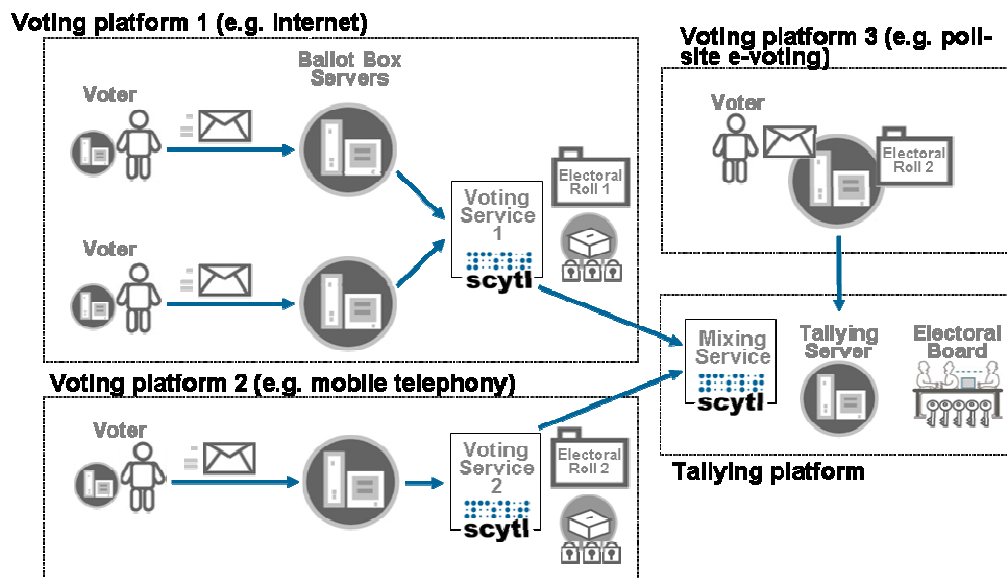 Voting platform 1 (e.g. internet)
Ballot Box
Servers
Voter
Voter
Voting
Service
1
scytl
Electoral
Roll 1
Voting platform 2 (e.g. mobile telephony)
Voter
Voting
Service
2
scytl
Electoral
Roll 2
Voting platform 3 (e.g. poll-
site e-voting)
Voter
Electoral
Roll 2
Mixing
Service
scytl
Tallying
Server
Electoral
Board
Tallying platform